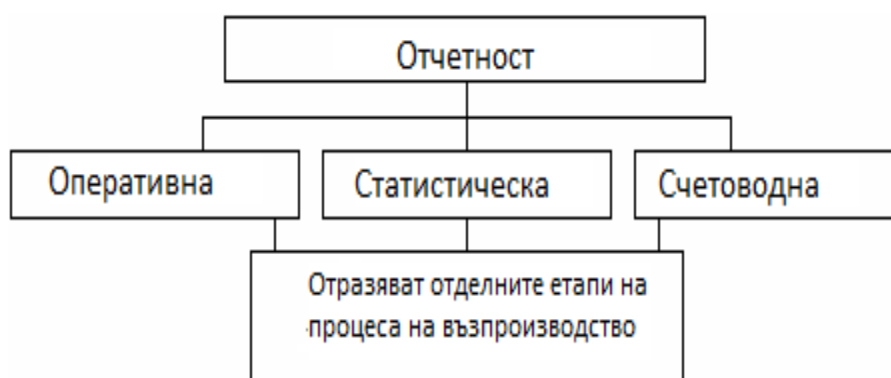 Отчетност
Оперативна
Статистическа
Счетоводна
Отразяват отделните етапи на
процеса на възпроизводство